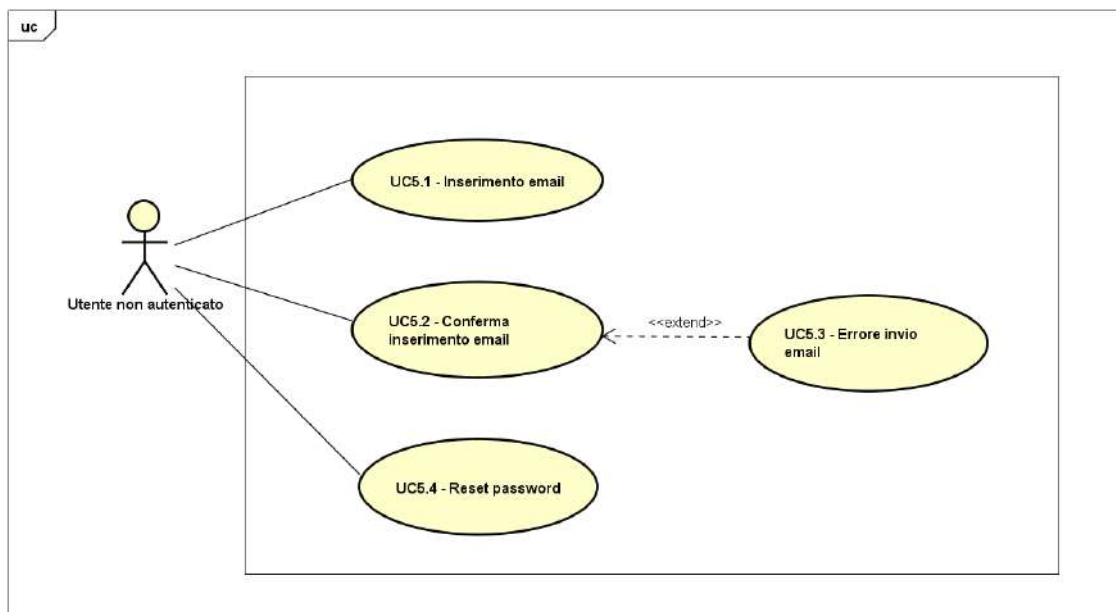 uc
UC5.1 - Inserimento email
Utente non autenticato
UC5.2 - Conferma
inserimento email
<<extend>>
UC5.3 - Errore invio
email
UC5.4 - Reset password